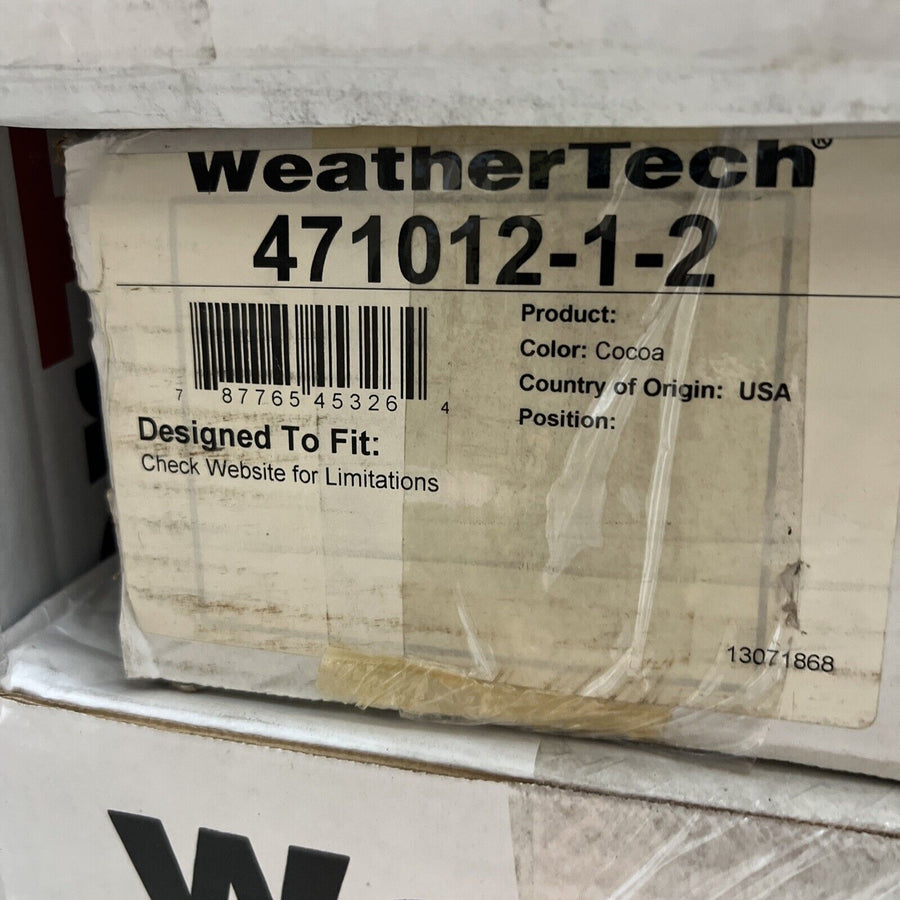 WeatherTech®
471012-1-2
7 87765 45326 4
Product:
Color: Cocoa
Country of Origin: USA
Position:
Designed To Fit:
Check Website for Limitations
13071868
W